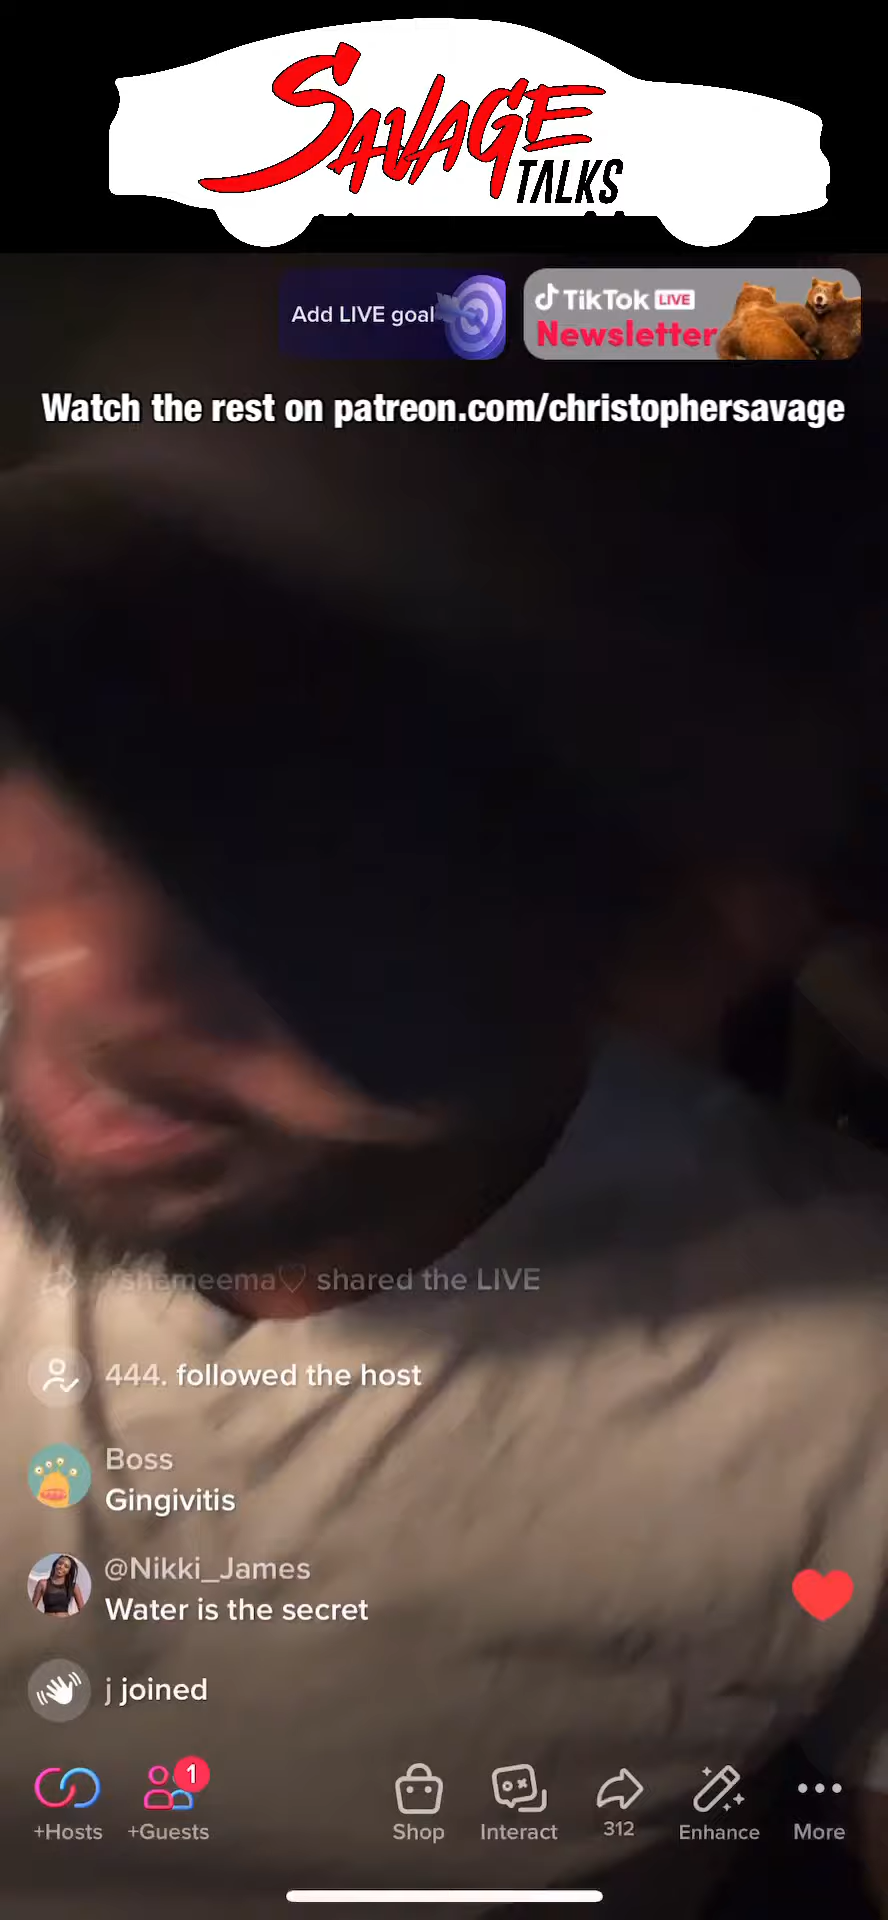 SAVAGE
TALKS
Add LIVE goal
TikTok LIVE
Newsletter
Watch the rest on patreon.com/christophersavage
shameema♡ shared the LIVE
444. followed the host
Boss
Gingivitis
@Nikki_James
Water is the secret
j joined
1
+Hosts
+Guests
Shop
Interact
312
Enhance
More